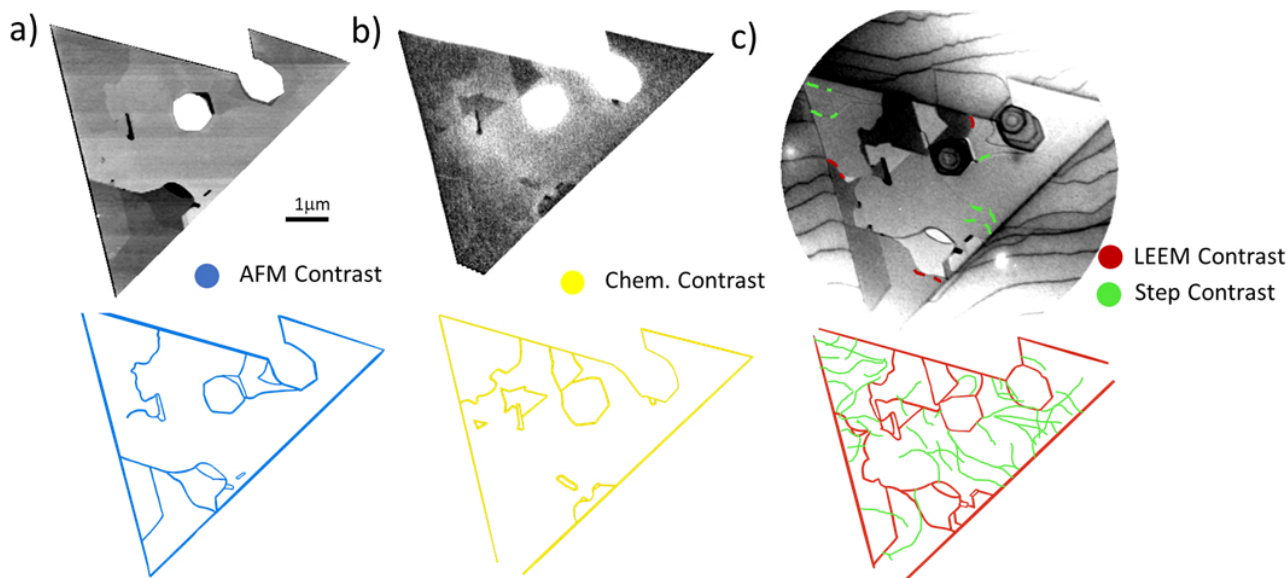 a)
b)
c)
1μm
AFM Contrast
Chem. Contrast
LEEM Contrast
Step Contrast